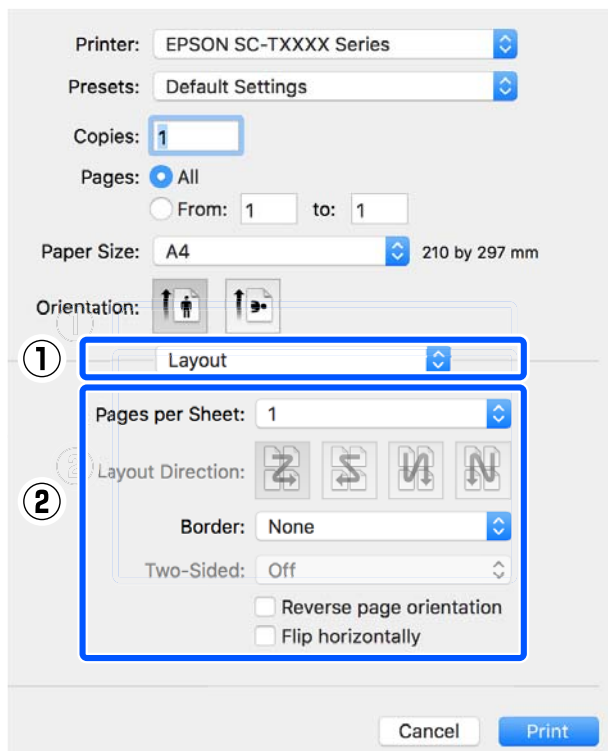 Printer: EPSON SC-TXXXX Series
Presets: Default Settings
Copies: 1
Pages: All
From: 1 to: 1
Paper Size: A4 210 by 297 mm
Orientation:
① Layout
Pages per Sheet: 1
Layout Direction:
② Border: None
Two-Sided: Off
Reverse page orientation
Flip horizontally
Cancel Print